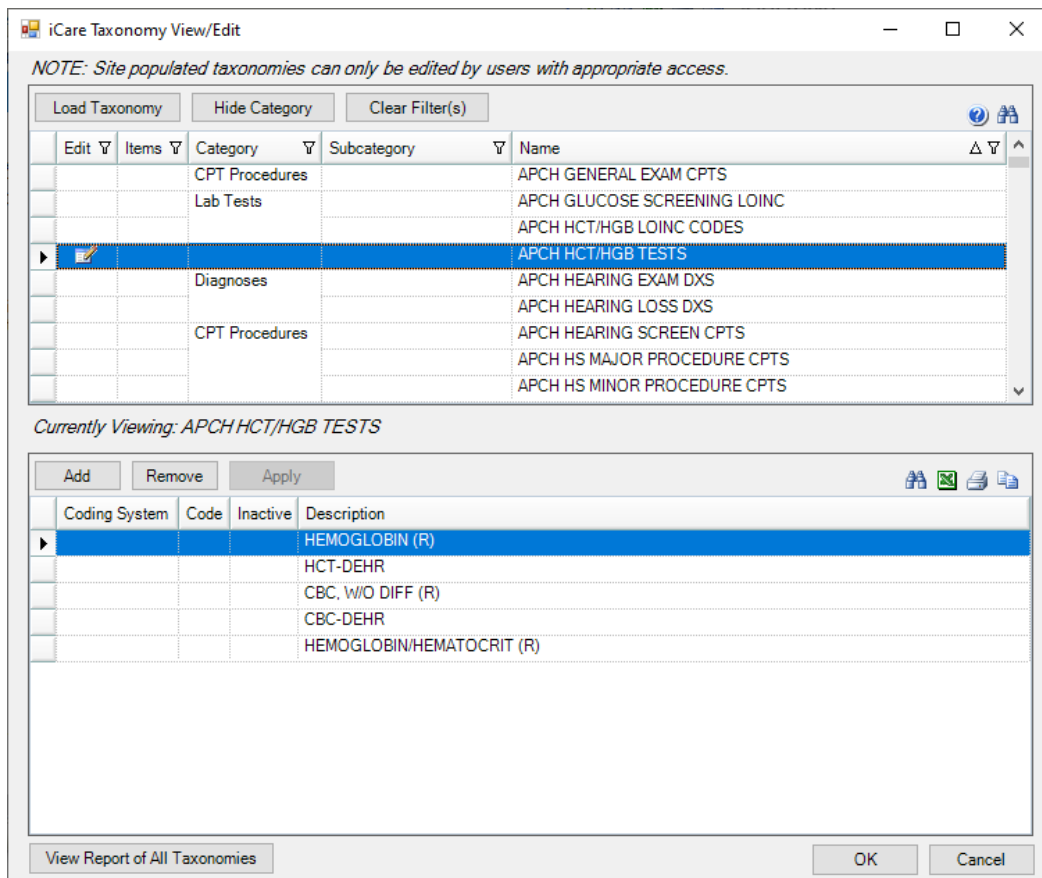 iCare Taxonomy View/Edit
NOTE: Site populated taxonomies can only be edited by users with appropriate access.
Load Taxonomy Hide Category Clear Filter(s)
Edit Items Category Subcategory Name
CPT Procedures APCH GENERAL EXAM CPTS
Lab Tests APCH GLUCOSE SCREENING LOINC
APCH HCT/HGB LOINC CODES
APCH HCT/HGB TESTS
Diagnoses APCH HEARING EXAM DXS
APCH HEARING LOSS DXS
CPT Procedures APCH HEARING SCREEN CPTS
APCH HS MAJOR PROCEDURE CPTS
APCH HS MINOR PROCEDURE CPTS
Currently Viewing: APCH HCT/HGB TESTS
Add Remove Apply
Coding System Code Inactive Description
HEMOGLOBIN (R)
HCT-DEHR
CBC, W/O DIFF (R)
CBC-DEHR
HEMOGLOBIN/HEMATOCRIT (R)
View Report of All Taxonomies OK Cancel